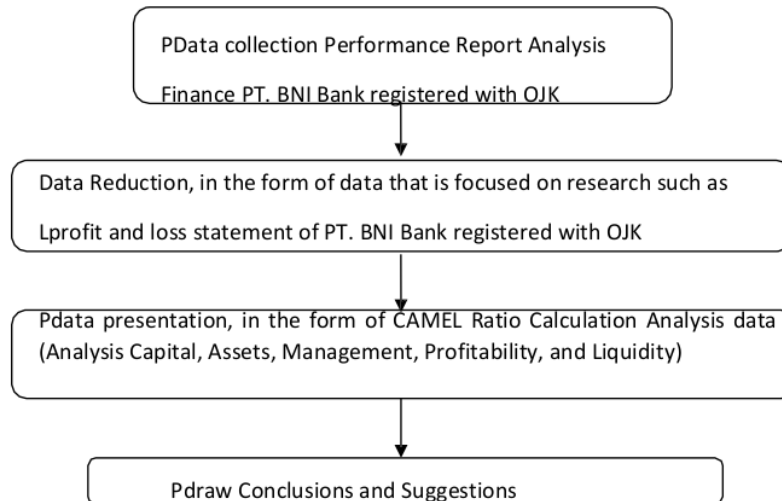 PData collection Performance Report Analysis
Finance PT. BNI Bank registered with OJK
Data Reduction, in the form of data that is focused on research such as
Lprofit and loss statement of PT. BNI Bank registered with OJK
Pdata presentation, in the form of CAMEL Ratio Calculation Analysis data
(Analysis Capital, Assets, Management, Profitability, and Liquidity)
Pdraw Conclusions and Suggestions